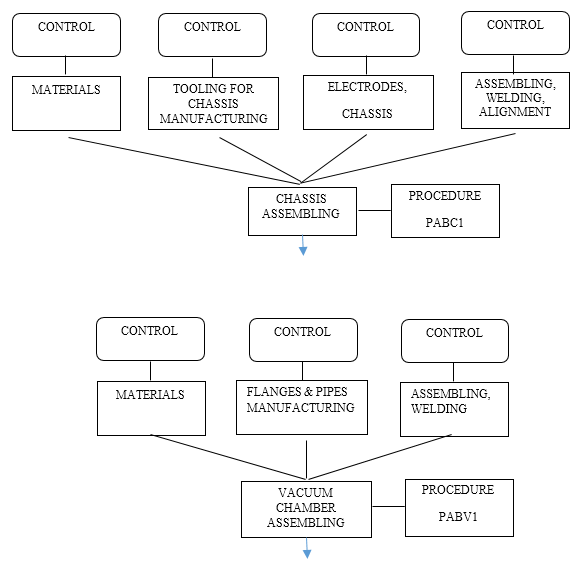 CONTROL
CONTROL
CONTROL
CONTROL
MATERIALS
TOOLING FOR
CHASSIS
MANUFACTURING
ELECTRODES,
CHASSIS
ASSEMBLING,
WELDING,
ALIGNMENT
CHASSIS
ASSEMBLING
PROCEDURE
PABC1
CONTROL
CONTROL
CONTROL
MATERIALS
FLANGES & PIPES
MANUFACTURING
ASSEMBLING,
WELDING
VACUUM
CHAMBER
ASSEMBLING
PROCEDURE
PABV1